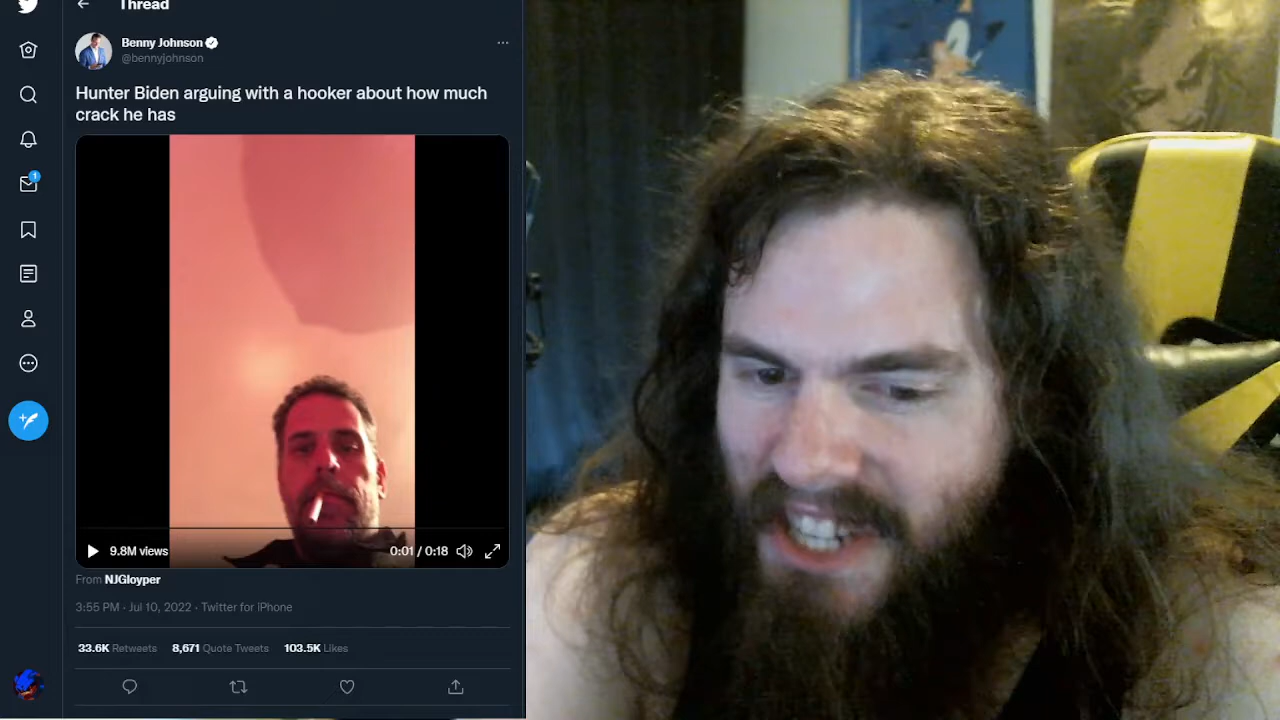 Thread
Benny Johnson
@bennyjohnson
Hunter Biden arguing with a hooker about how much
crack he has
9.8M views
0:01 / 0:18
From NJGloyper
3:55 PM · Jul 10, 2022 · Twitter for iPhone
33.6K Retweets 8,671 Quote Tweets 103.5K Likes
1